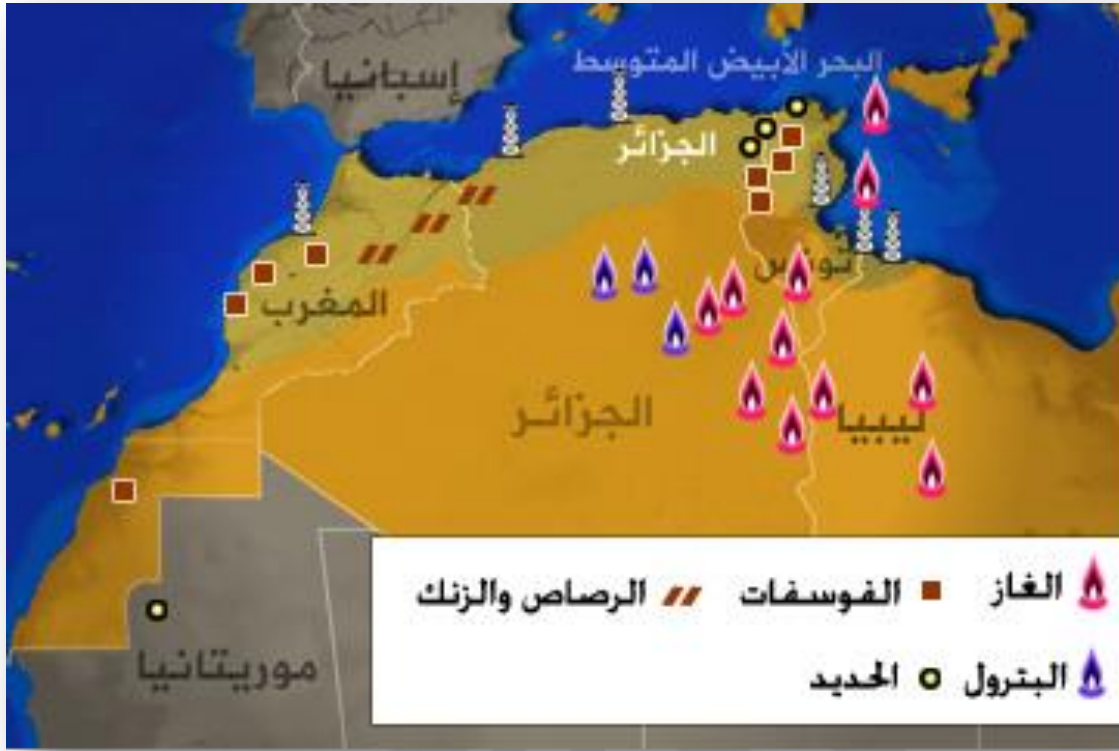 البحر الأبيض المتوسط
إسبانيا
الجزائر
تونس
المغرب
الجزائر
ليبيا
الغاز
الفوسفات
الرصاص والزنك
البترول
الحديد
موريتانيا